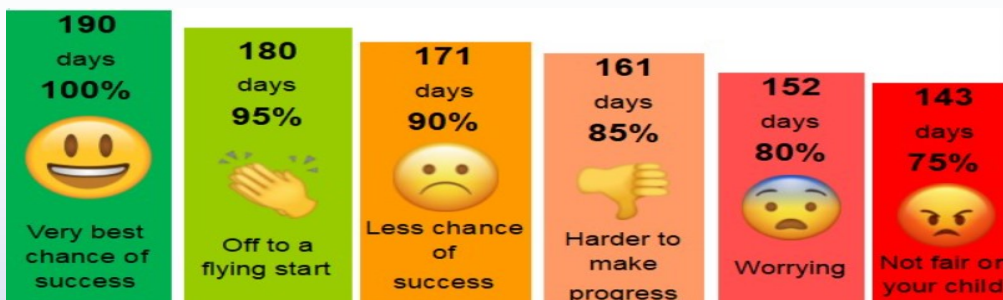 190
days
100%
Very best
chance of
success
180
days
95%
Off to a
flying start
171
days
90%
Less chance
of
success
161
days
85%
Harder to
make
progress
152
days
80%
Worrying
143
days
75%
Not fair on
your child